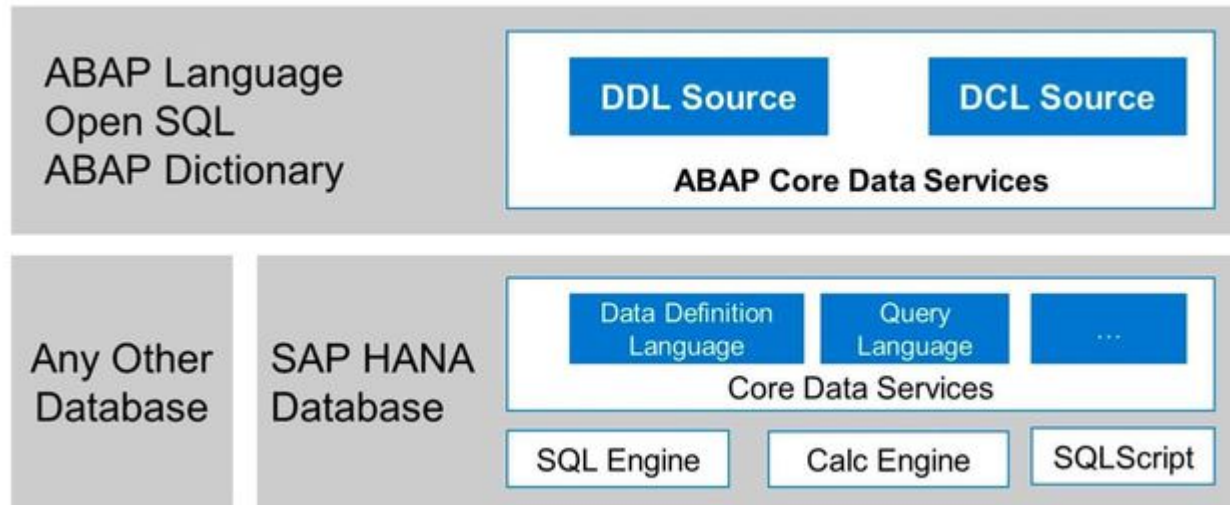 ABAP Language
Open SQL
ABAP Dictionary
DDL Source
DCL Source
ABAP Core Data Services
Any Other
Database
SAP HANA
Database
Data Definition
Language
Query
Language
...
Core Data Services
SQL Engine
Calc Engine
SQLScript